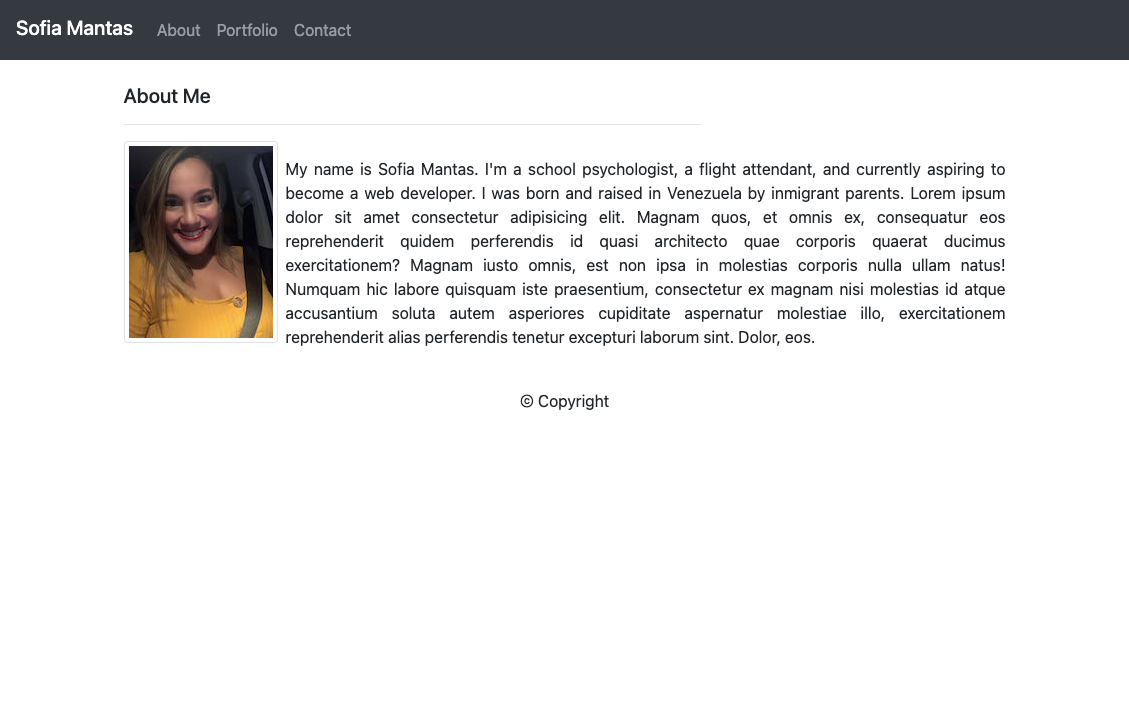 Sofia Mantas About Portfolio Contact
About Me
My name is Sofia Mantas. I'm a school psychologist, a flight attendant, and currently aspiring to
become a web developer. I was born and raised in Venezuela by inmigrant parents. Lorem ipsum
dolor sit amet consectetur adipisicing elit. Magnam quos, et omnis ex, consequatur eos
reprehenderit quidem perferendis id quasi architecto quae corporis quaerat ducimus
exercitationem? Magnam iusto omnis, est non ipsa in molestias corporis nulla ullam natus!
Numquam hic labore quisquam iste praesentium, consectetur ex magnam nisi molestias id atque
accusantium soluta autem asperiores cupiditate aspernatur molestiae illo, exercitationem
reprehenderit alias perferendis tenetur excepturi laborum sint. Dolor, eos.
© Copyright